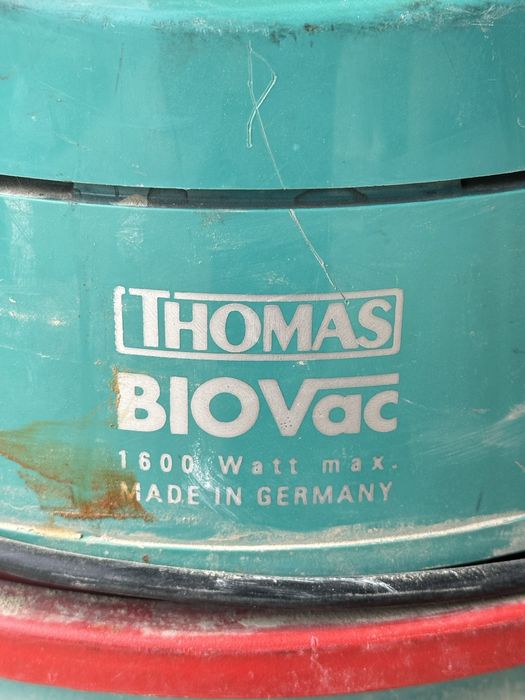 THOMAS
BIOVac
1600 Watt max.
MADE IN GERMANY